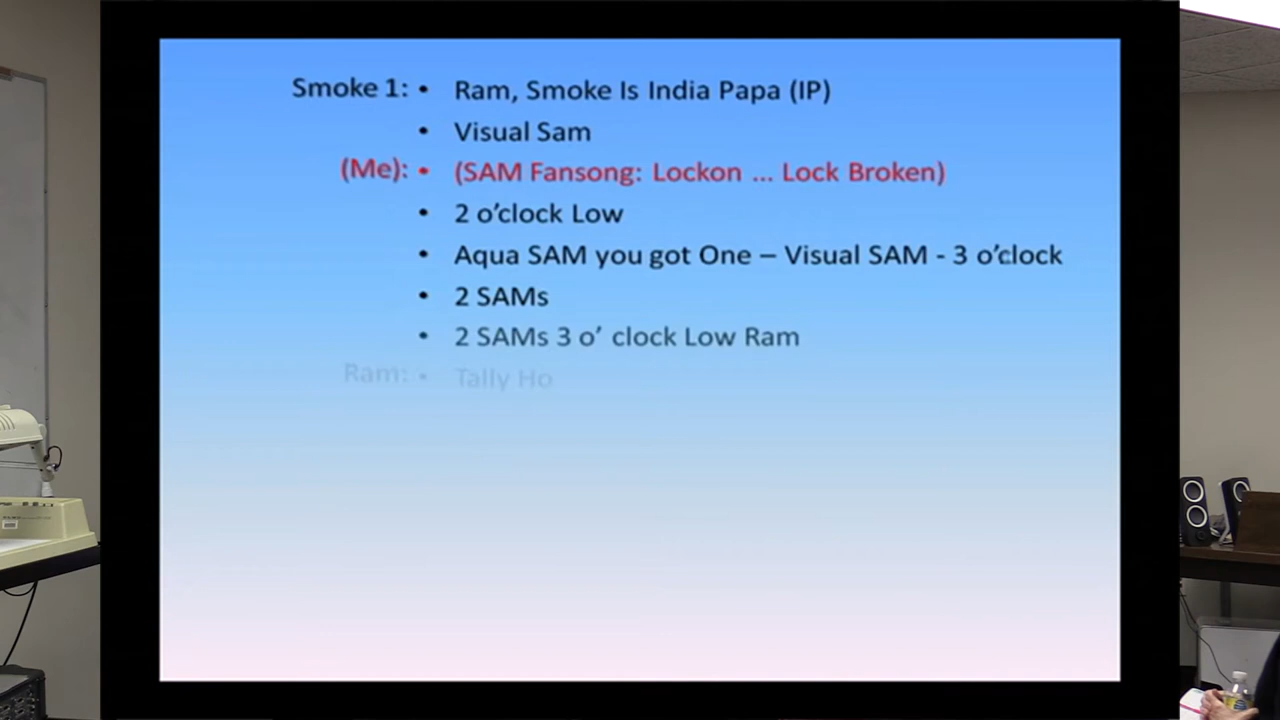 Smoke 1: • Ram, Smoke Is India Papa (IP)
• Visual Sam
(Me): • (SAM Fansong: Lockon ... Lock Broken)
• 2 o’clock Low
• Aqua SAM you got One – Visual SAM - 3 o’clock
• 2 SAMs
• 2 SAMs 3 o’ clock Low Ram
Ram: • Tally Ho